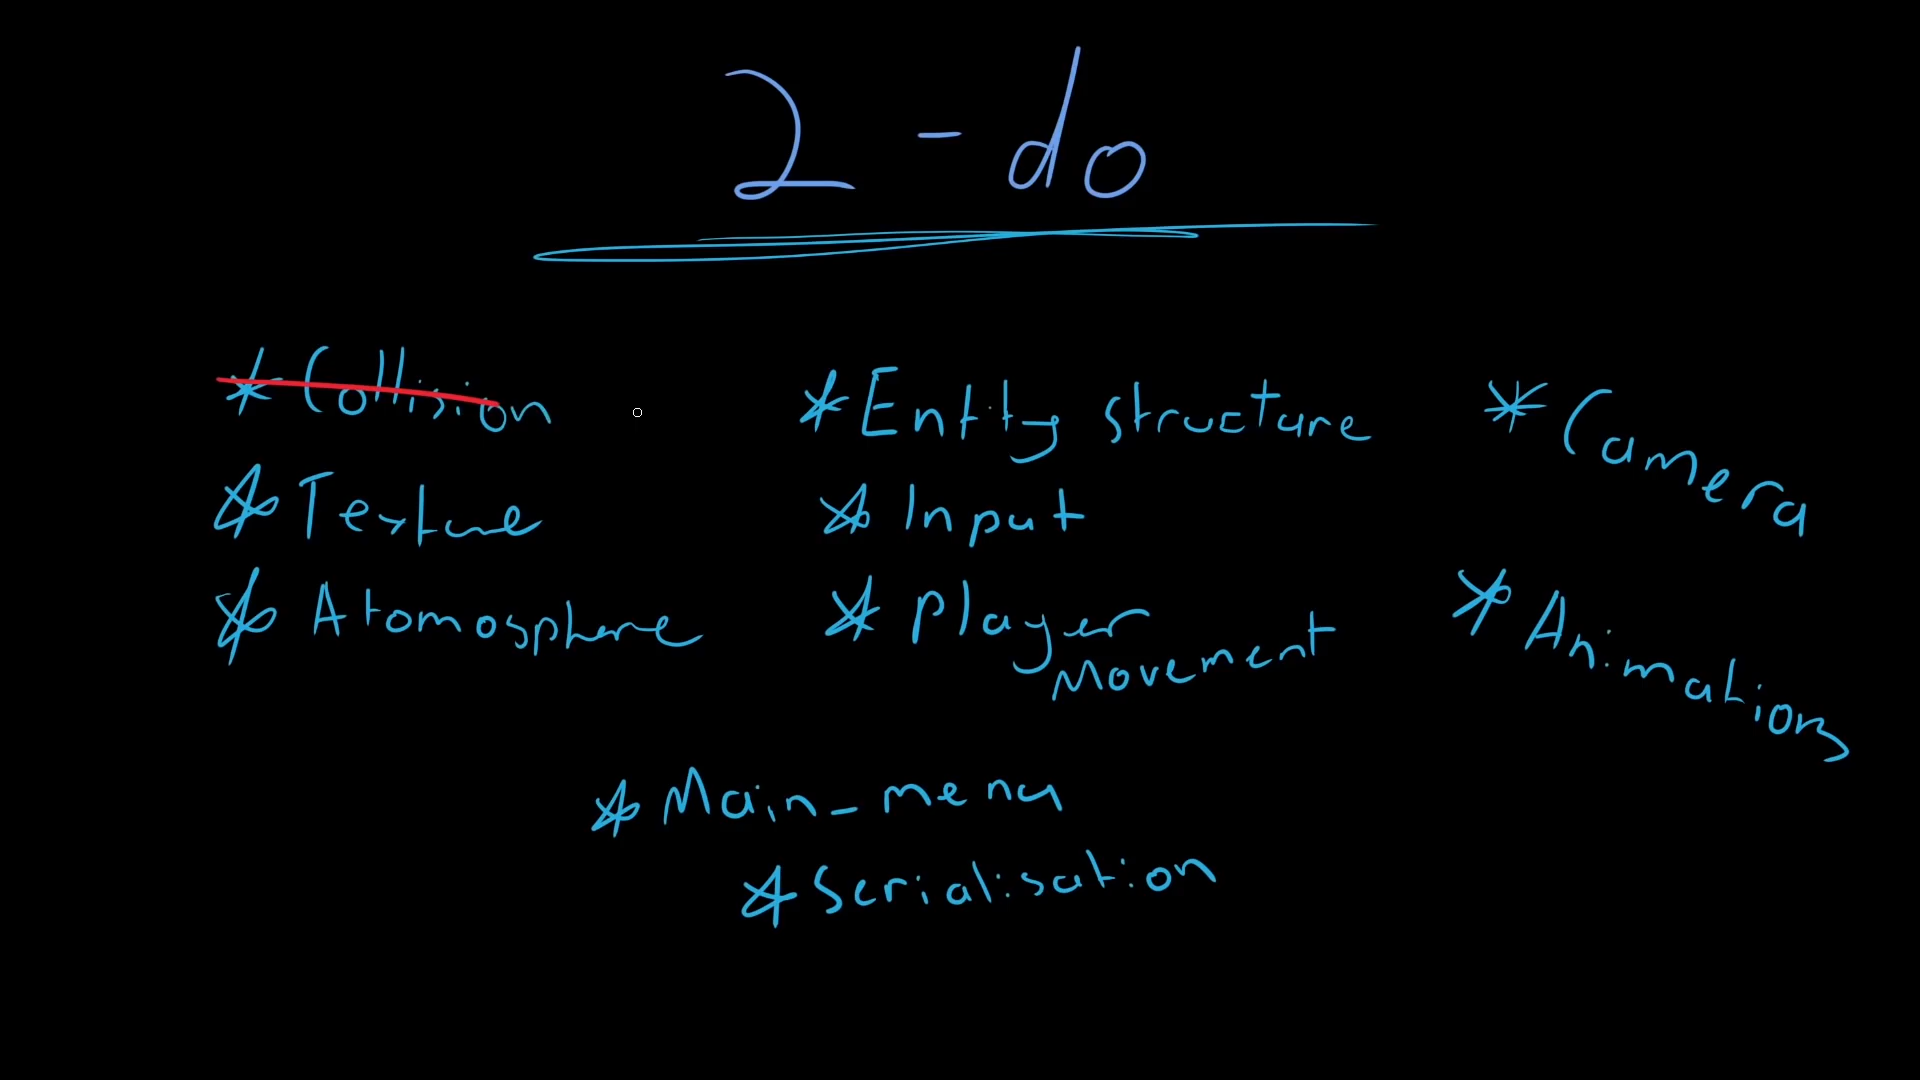 2-do
* Collision
* Texture
* Atomosphere
* Entity structure
* Input
* Player
Movement
* Camera
* Animations
* Main_menu
* Serialisation